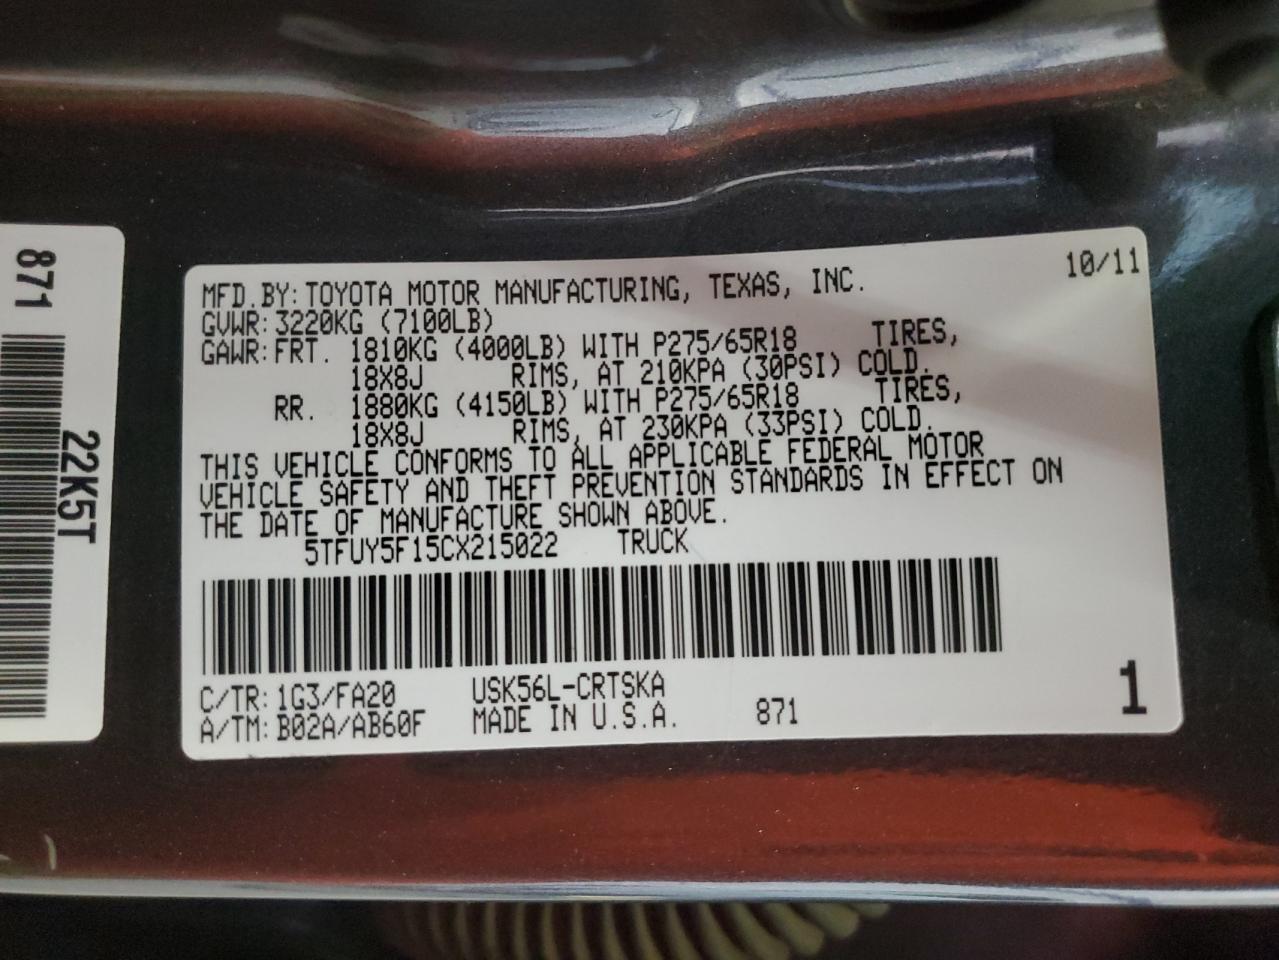 871
22K5T
10/11
MFD.BY: TOYOTA MOTOR MANUFACTURING, TEXAS, INC.
GVWR: 3220KG (7100LB)
GAWR: FRT. 1810KG (4000LB) WITH P275/65R18 TIRES,
18X8J RIMS, AT 210KPA (30PSI) COLD.
RR. 1880KG (4150LB) WITH P275/65R18 TIRES,
18X8J RIMS, AT 230KPA (33PSI) COLD.
THIS VEHICLE CONFORMS TO ALL APPLICABLE FEDERAL MOTOR
VEHICLE SAFETY AND THEFT PREVENTION STANDARDS IN EFFECT ON
THE DATE OF MANUFACTURE SHOWN ABOVE.
5TFUY5F15CX215022 TRUCK
C/TR: 1G3/FA20 USK56L-CRTSKA
A/TM: B02A/AB60F MADE IN U.S.A. 871
1